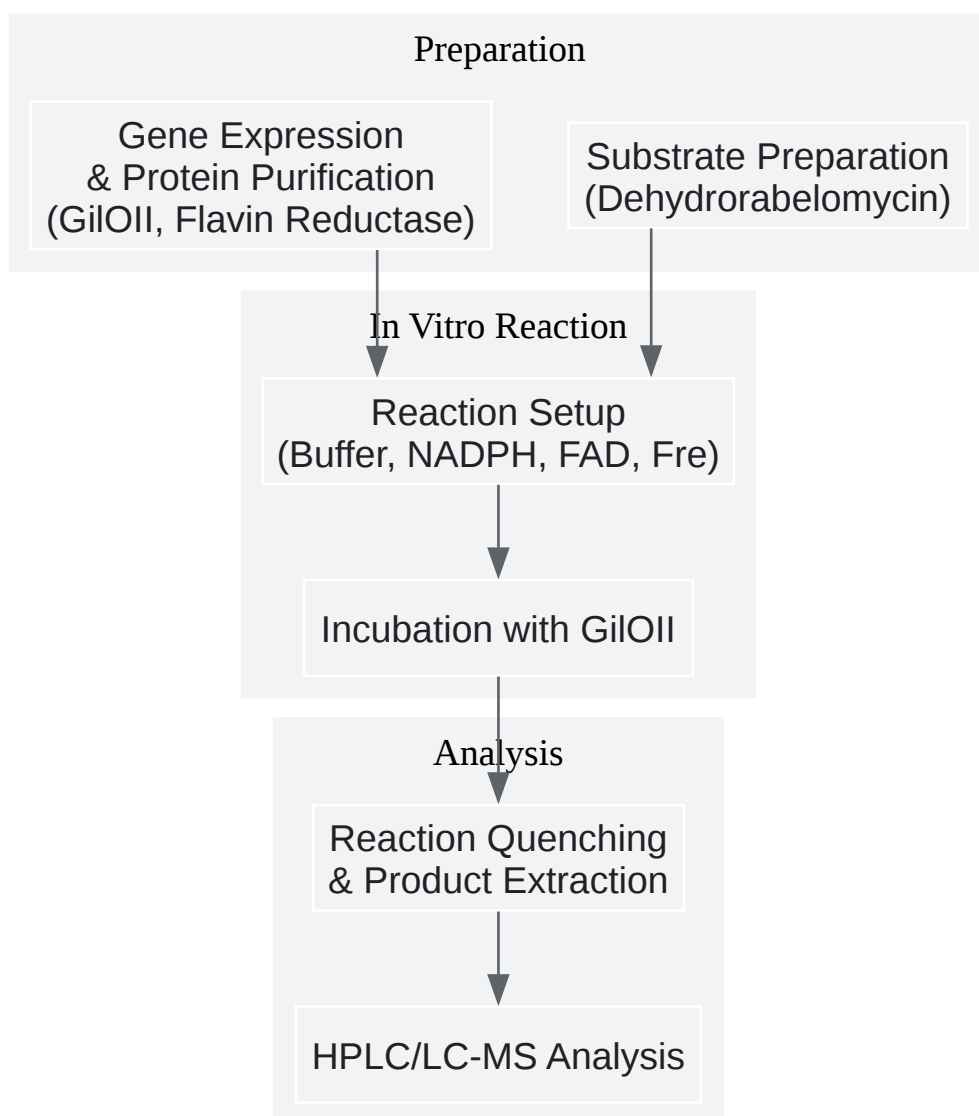 Preparation
Gene Expression
& Protein Purification
(GilOII, Flavin Reductase)
Substrate Preparation
(Dehydrorabelomycin)
In Vitro Reaction
Reaction Setup
(Buffer, NADPH, FAD, Fre)
Incubation with GilOII
Analysis
Reaction Quenching
& Product Extraction
HPLC/LC-MS Analysis